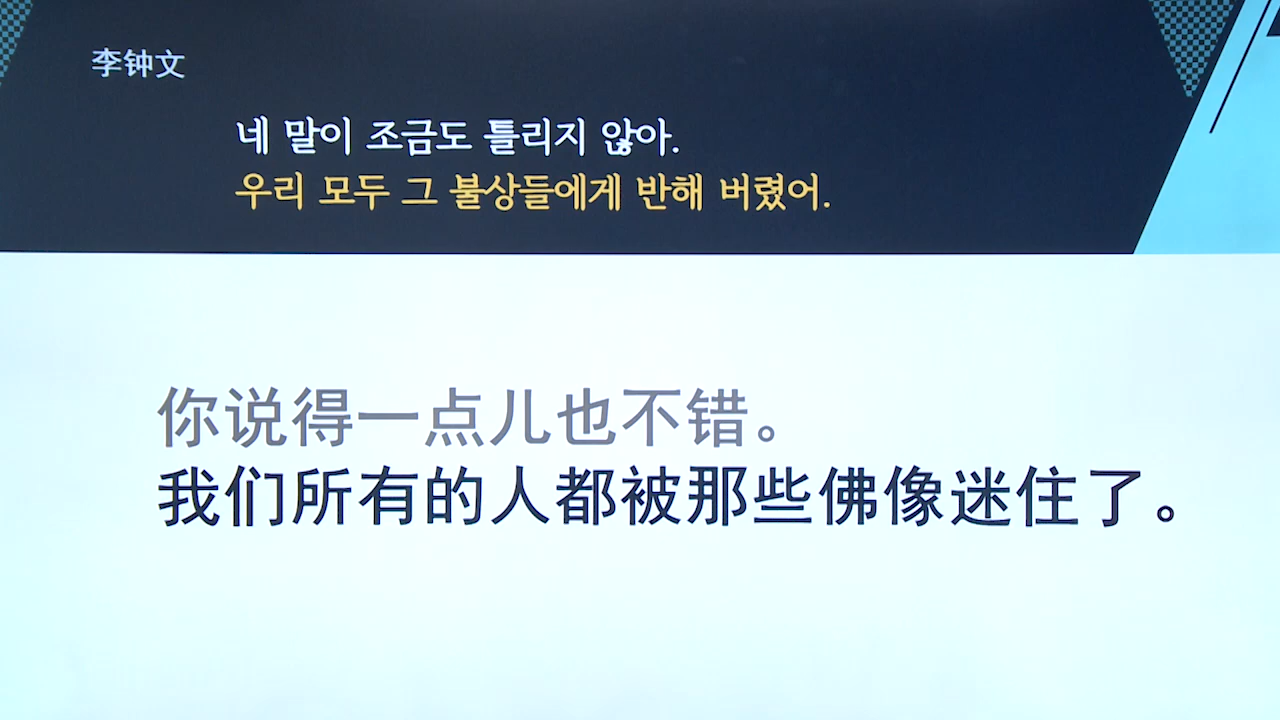 李钟文
네 말이 조금도 틀리지 않아.
우리 모두 그 불상들에게 반해 버렸어.
你说得一点儿也不错。
我们所有的人都被那些佛像迷住了。